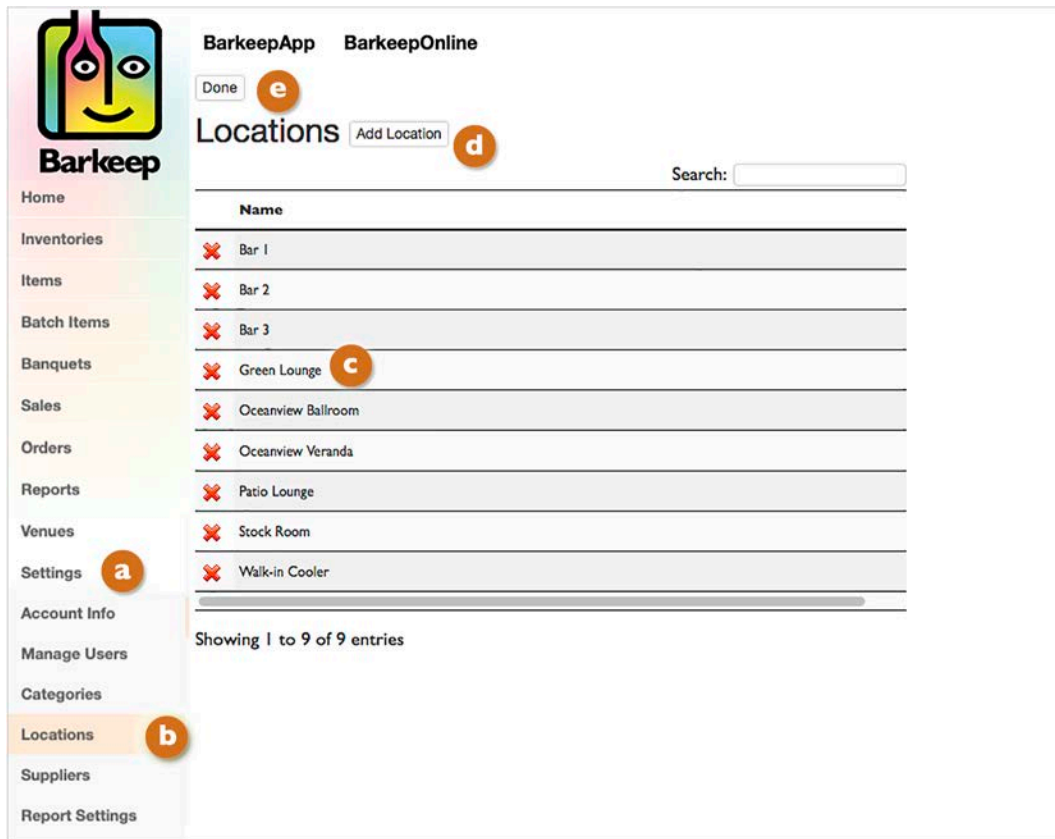 BarkeepApp BarkeepOnline
Done e
Locations Add Location d
Barkeep
Search:
Home
Inventories
Items
Batch Items
Banquets
Sales
Orders
Reports
Venues
Settings a
Account Info
Manage Users
Categories
Locations b
Suppliers
Report Settings
Name
Bar 1
Bar 2
Bar 3
Green Lounge c
Oceanview Ballroom
Oceanview Veranda
Patio Lounge
Stock Room
Walk-in Cooler
Showing 1 to 9 of 9 entries